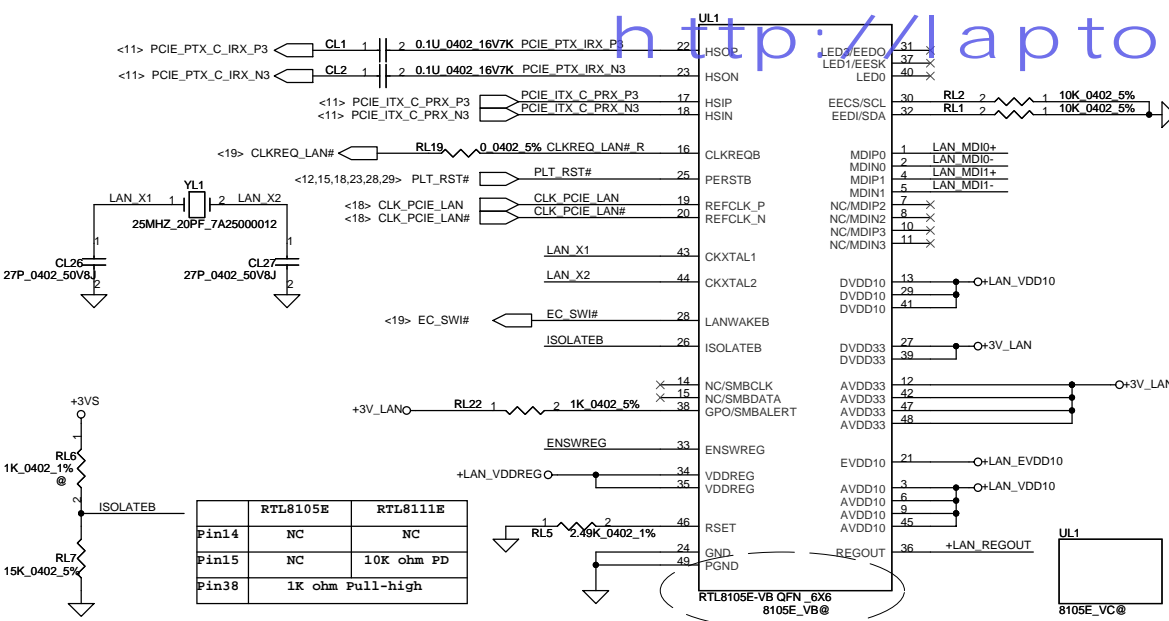 http://lapto
UL1
<11> PCIE_PTX_C_IRX_P3 CL1 1 2 0.1U_0402_16V7K PCIE_PTX_IRX_P3 22 HSOP
<11> PCIE_PTX_C_IRX_N3 CL2 1 2 0.1U_0402_16V7K PCIE_PTX_IRX_N3 23 HSON
<11> PCIE_ITX_C_PRX_P3 PCIE_ITX_C_PRX_P3 17 HSIP
<11> PCIE_ITX_C_PRX_N3 PCIE_ITX_C_PRX_N3 18 HSIN
<19> CLKREQ_LAN# RL19 0_0402_5% CLKREQ_LAN#_R 16 CLKREQB
<12,15,18,23,28,29> PLT_RST# PLT_RST# 25 PERSTB
<18> CLK_PCIE_LAN CLK_PCIE_LAN 19 REFCLK_P
<18> CLK_PCIE_LAN# CLK_PCIE_LAN# 20 REFCLK_N
LAN_X1 43 CKXTAL1
LAN_X2 44 CKXTAL2
<19> EC_SWI# EC_SWI# 28 LANWAKEB
ISOLATEB 26 ISOLATEB
14 NC/SMBCLK
15 NC/SMBDATA
+3V_LAN RL22 1 2 1K_0402_5% 38 GPO/SMBALERT
ENSWREG 33 ENSWREG
+LAN_VDDREG 34 VDDREG
35 VDDREG
1 RL5 2 2.49K_0402_1% 46 RSET
24 GND
49 PGND
LED3/EEDO 31
LED1/EESK 37
LED0 40
EECS/SCL 30 RL2 2 1 10K_0402_5%
EEDI/SDA 32 RL1 2 1 10K_0402_5%
MDIP0 1 LAN_MDI0+
MDIN0 2 LAN_MDI0-
MDIP1 4 LAN_MDI1+
MDIN1 5 LAN_MDI1-
NC/MDIP2 7
NC/MDIN2 8
NC/MDIP3 10
NC/MDIN3 11
DVDD10 13 +LAN_VDD10
DVDD10 29
DVDD10 41
DVDD33 27 +3V_LAN
DVDD33 39
AVDD33 12 +3V_LAN
AVDD33 42
AVDD33 47
AVDD33 48
EVDD10 21 +LAN_EVDD10
AVDD10 3 +LAN_VDD10
AVDD10 6
AVDD10 9
AVDD10 45
REGOUT 36 +LAN_REGOUT
RTL8105E-VB QFN _6X6
8105E_VB@
UL1
8105E_VC@
YL1
LAN_X1 1 2 LAN_X2
25MHZ_20PF_7A25000012
1 CL26 27P_0402_50V8J 2
1 CL27 27P_0402_50V8J 2
+3VS
1
RL6
1K_0402_1%
@
2
ISOLATEB
RL7
15K_0402_5%
RTL8105E RTL8111E
Pin14 NC NC
Pin15 NC 10K ohm PD
Pin38 1K ohm Pull-high